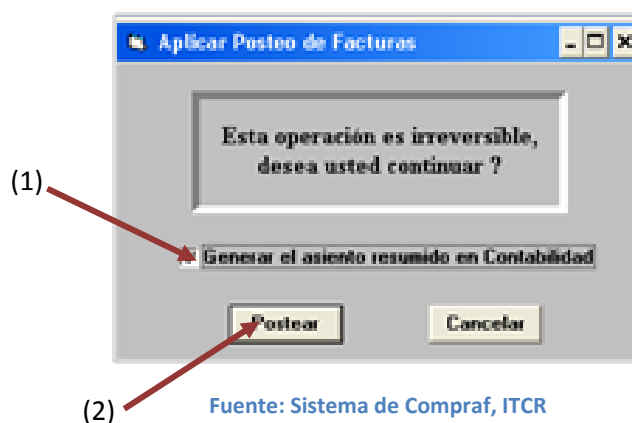 Aplicar Posteo de Facturas
Esta operación es irreversible,
desea usted continuar ?
(1)
Generar el asiento resumido en Contabilidad
Postear
Cancelar
(2)
Fuente: Sistema de Compraf, ITCR